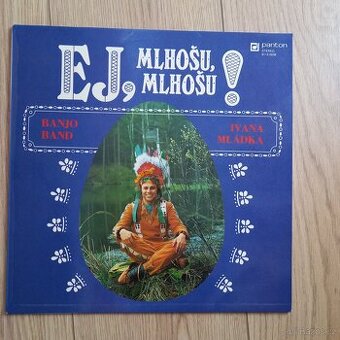 EJ, MLHOŠU,
MLHOŠU!
panton
BANJO
BAND
IVANA
MLÁDKA